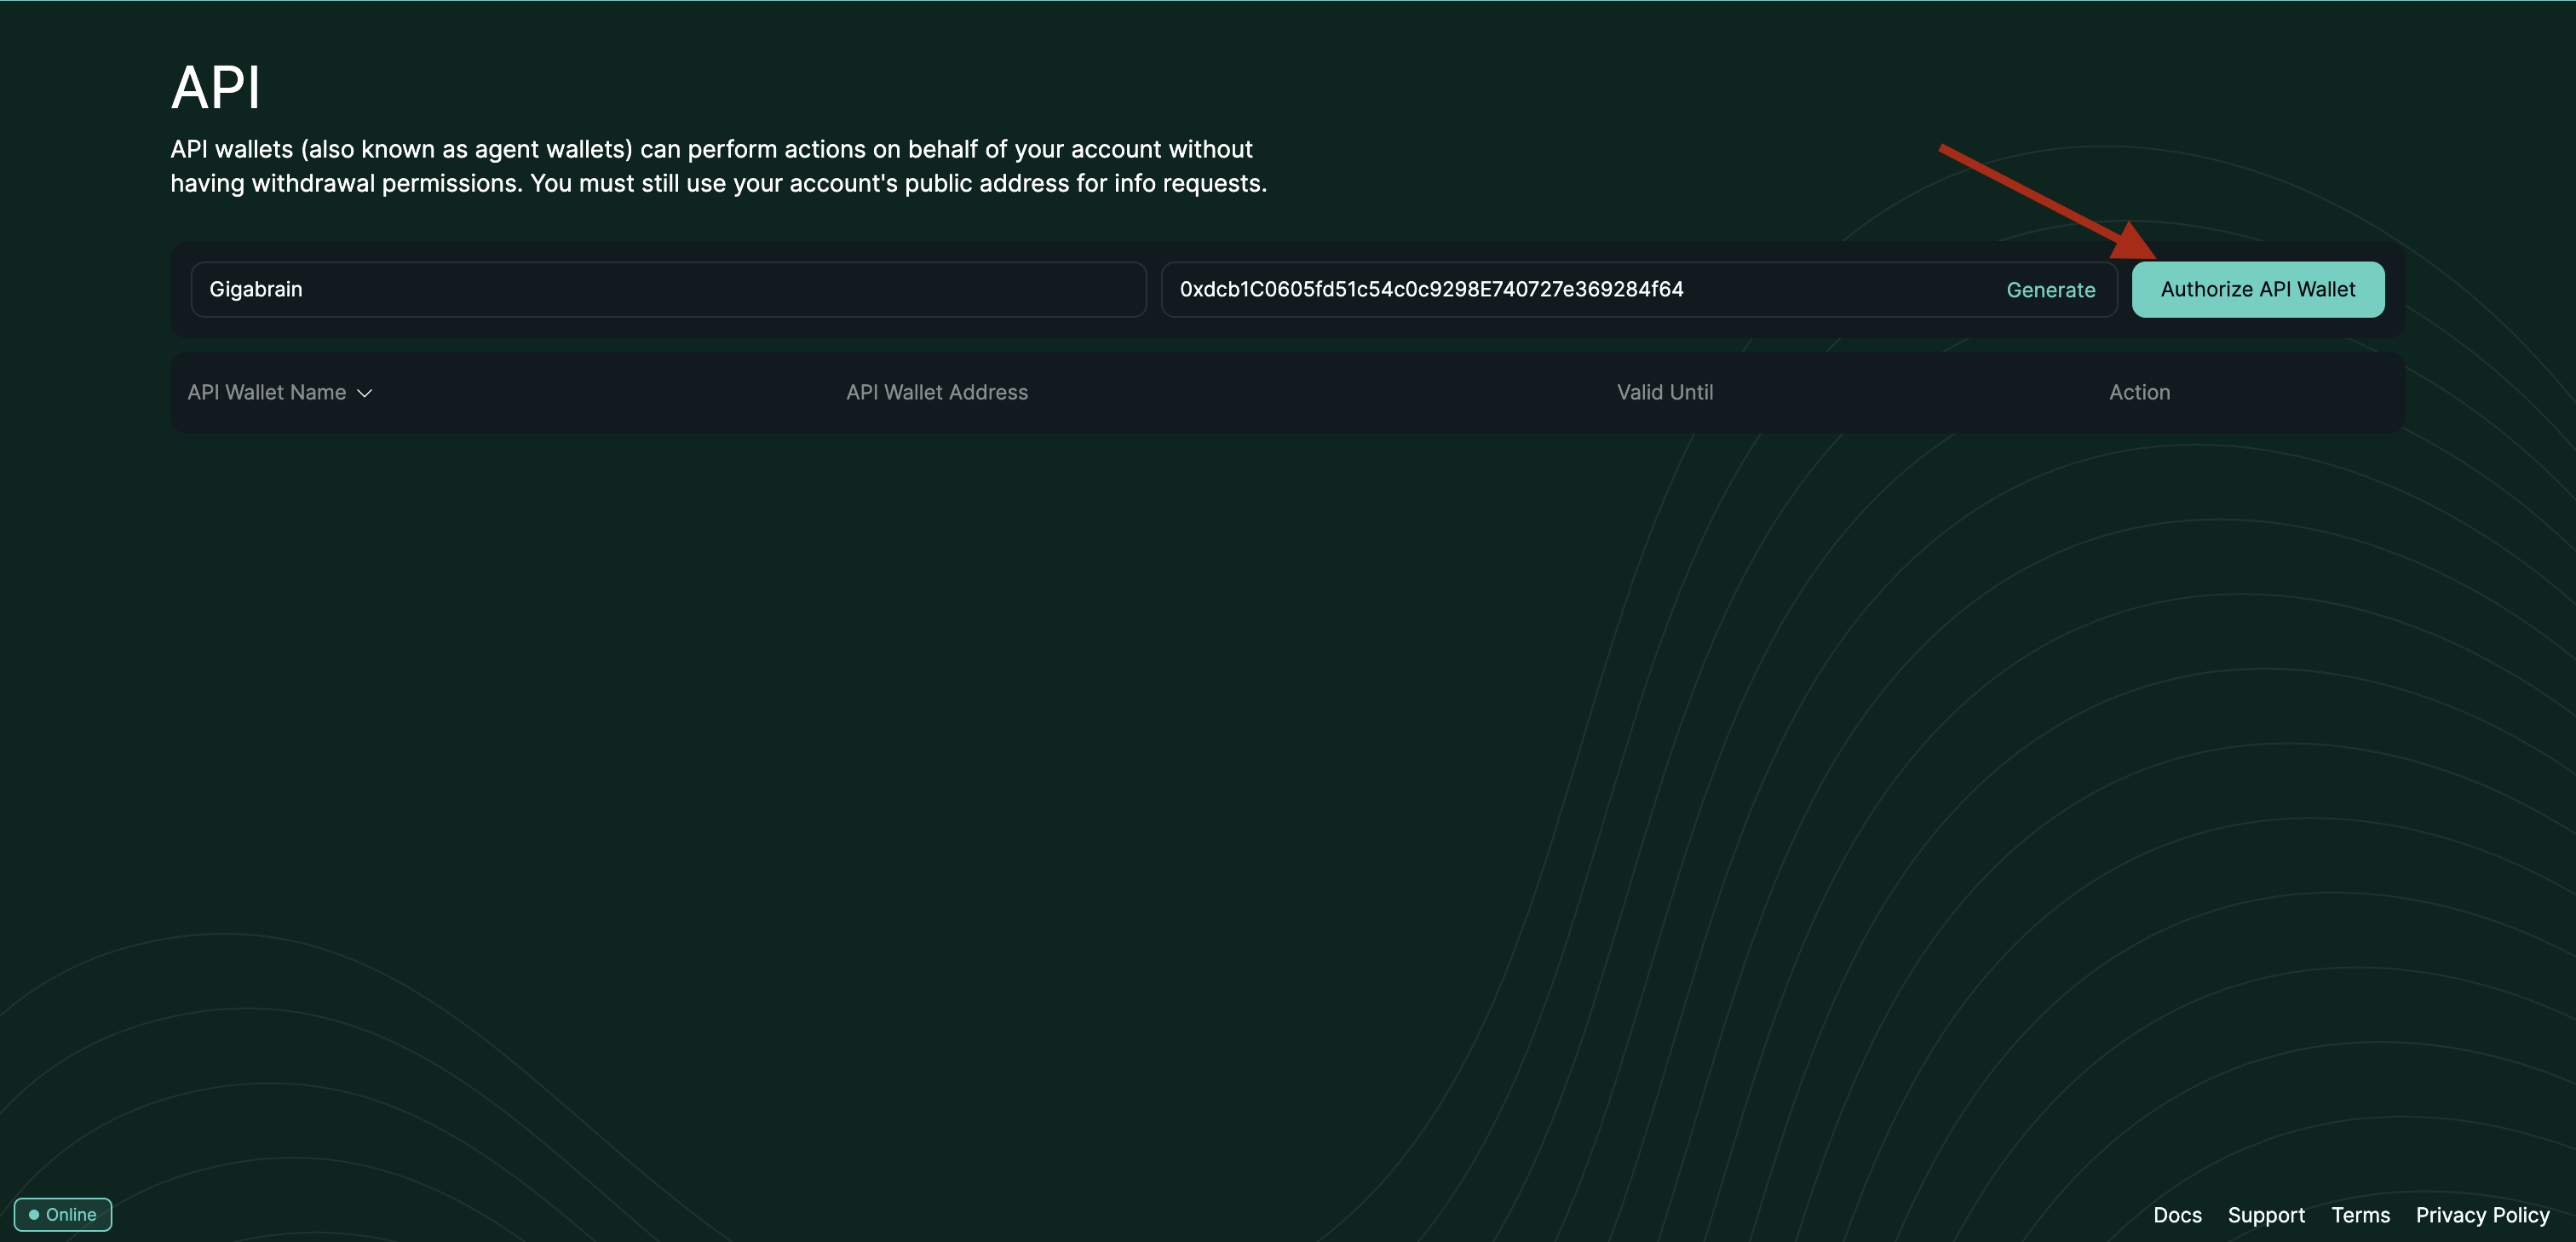 API
API wallets (also known as agent wallets) can perform actions on behalf of your account without
having withdrawal permissions. You must still use your account's public address for info requests.
Gigabrain
0xdcb1C0605fd51c54c0c9298E740727e369284f64
Generate
Authorize API Wallet
API Wallet Name
API Wallet Address
Valid Until
Action
Online
Docs
Support
Terms
Privacy Policy